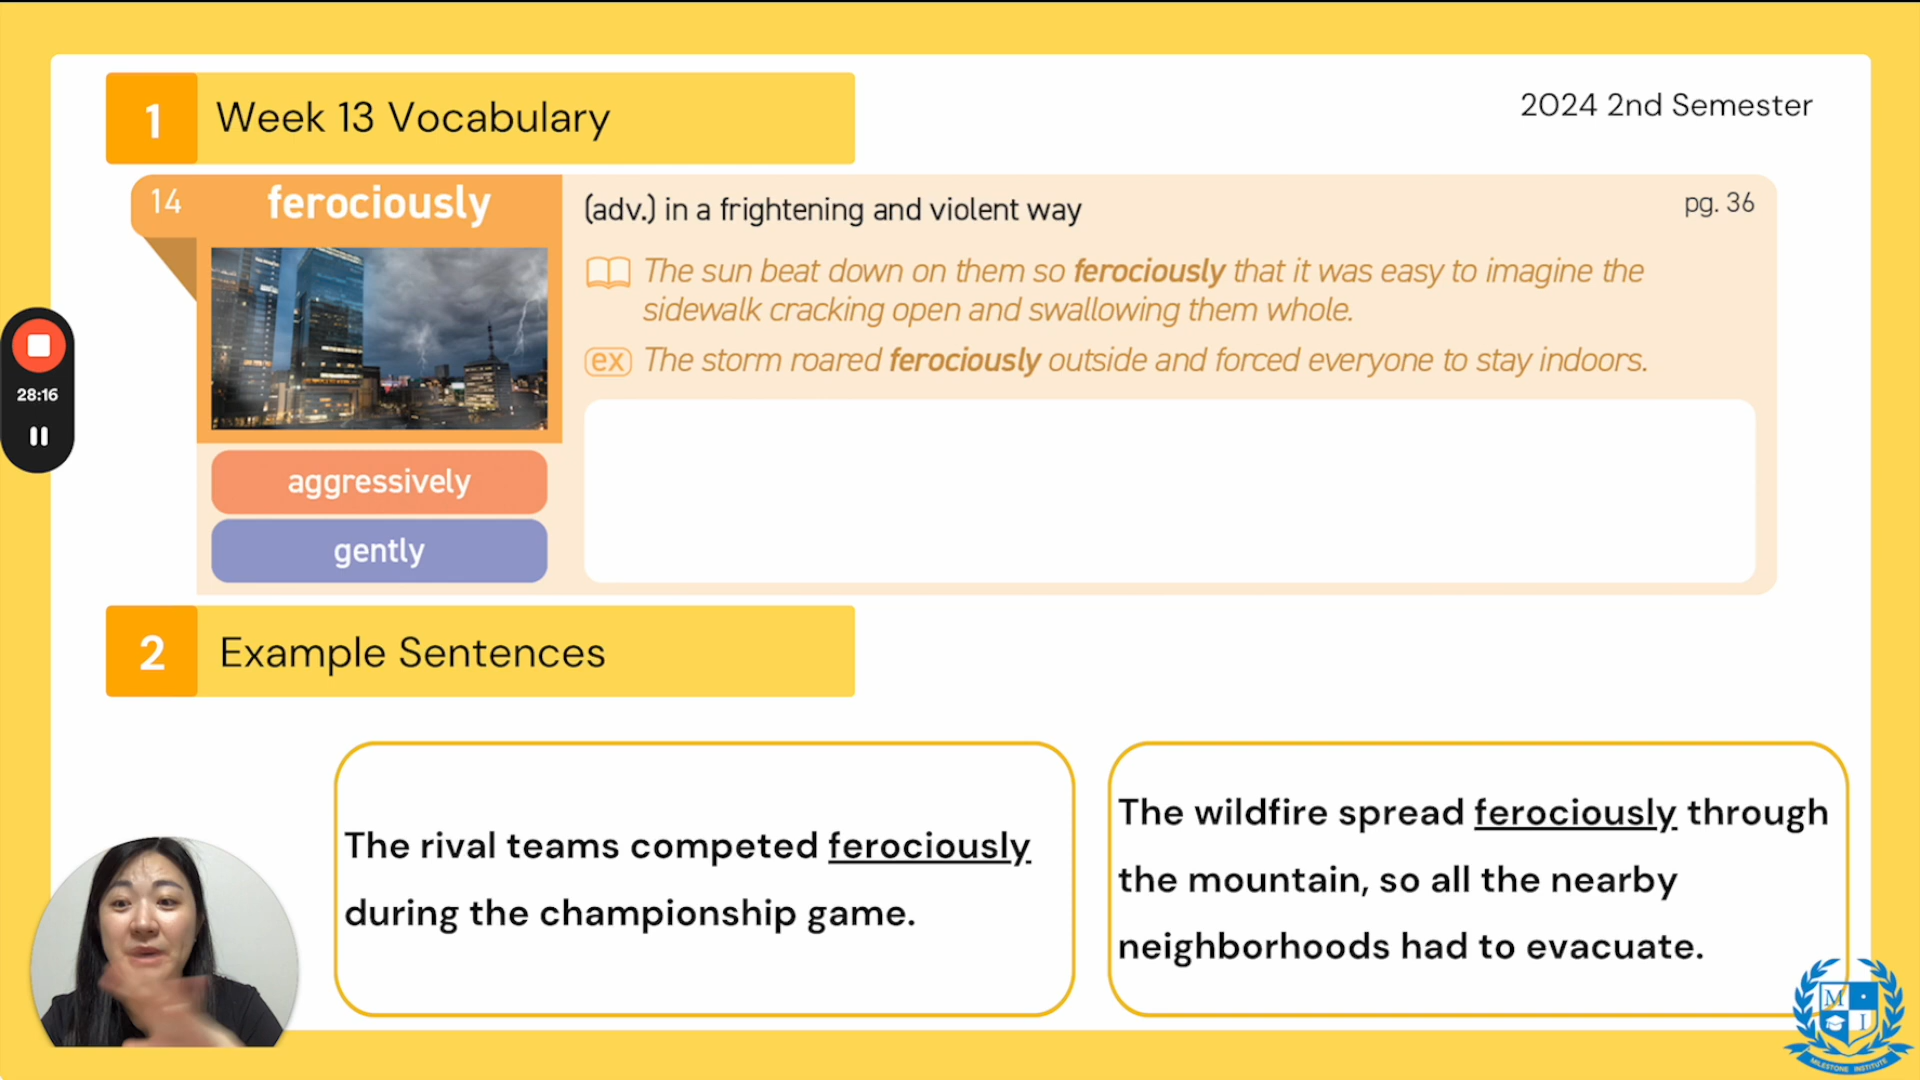 1 Week 13 Vocabulary
2024 2nd Semester
14 ferociously
(adv.) in a frightening and violent way
pg. 36
The sun beat down on them so ferociously that it was easy to imagine the
sidewalk cracking open and swallowing them whole.
ex The storm roared ferociously outside and forced everyone to stay indoors.
28:16
aggressively
gently
2 Example Sentences
The rival teams competed ferociously
during the championship game.
The wildfire spread ferociously through
the mountain, so all the nearby
neighborhoods had to evacuate.
M
I
MILESTONE INSTITUTE